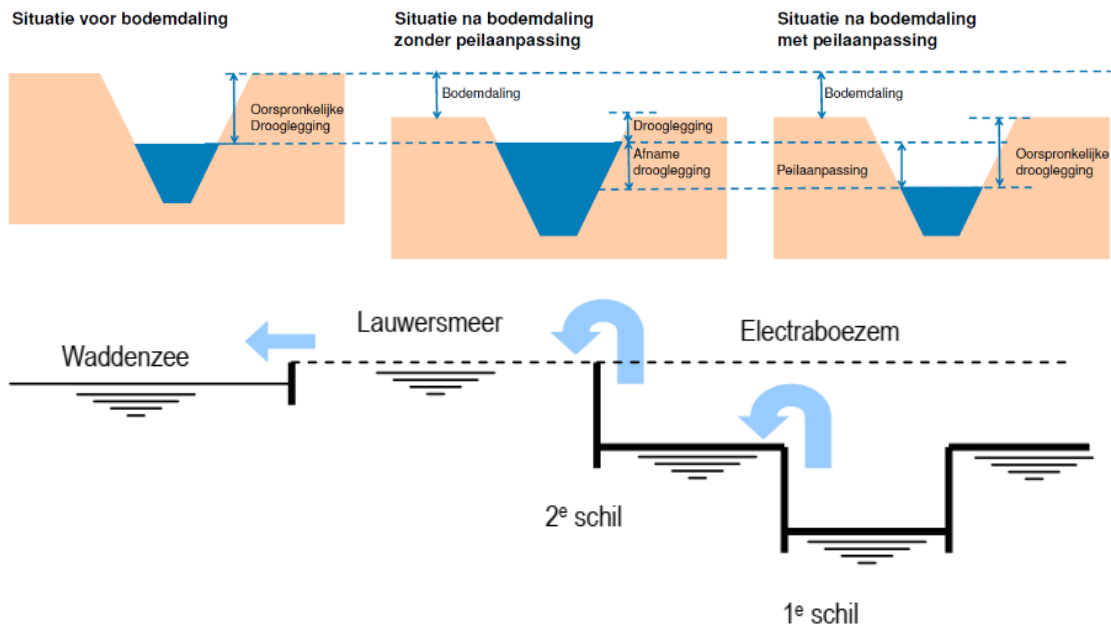 Situatie voor bodemdaling
Situatie na bodemdaling
zonder peilaanpassing
Situatie na bodemdaling
met peilaanpassing
Oorspronkelijke
Drooglegging
Bodemdaling
Drooglegging
Afname
drooglegging
Bodemdaling
Peilaanpassing
Oorspronkelijke
drooglegging
Waddenzee
Lauwersmeer
Electraboezem
2e schil
1e schil